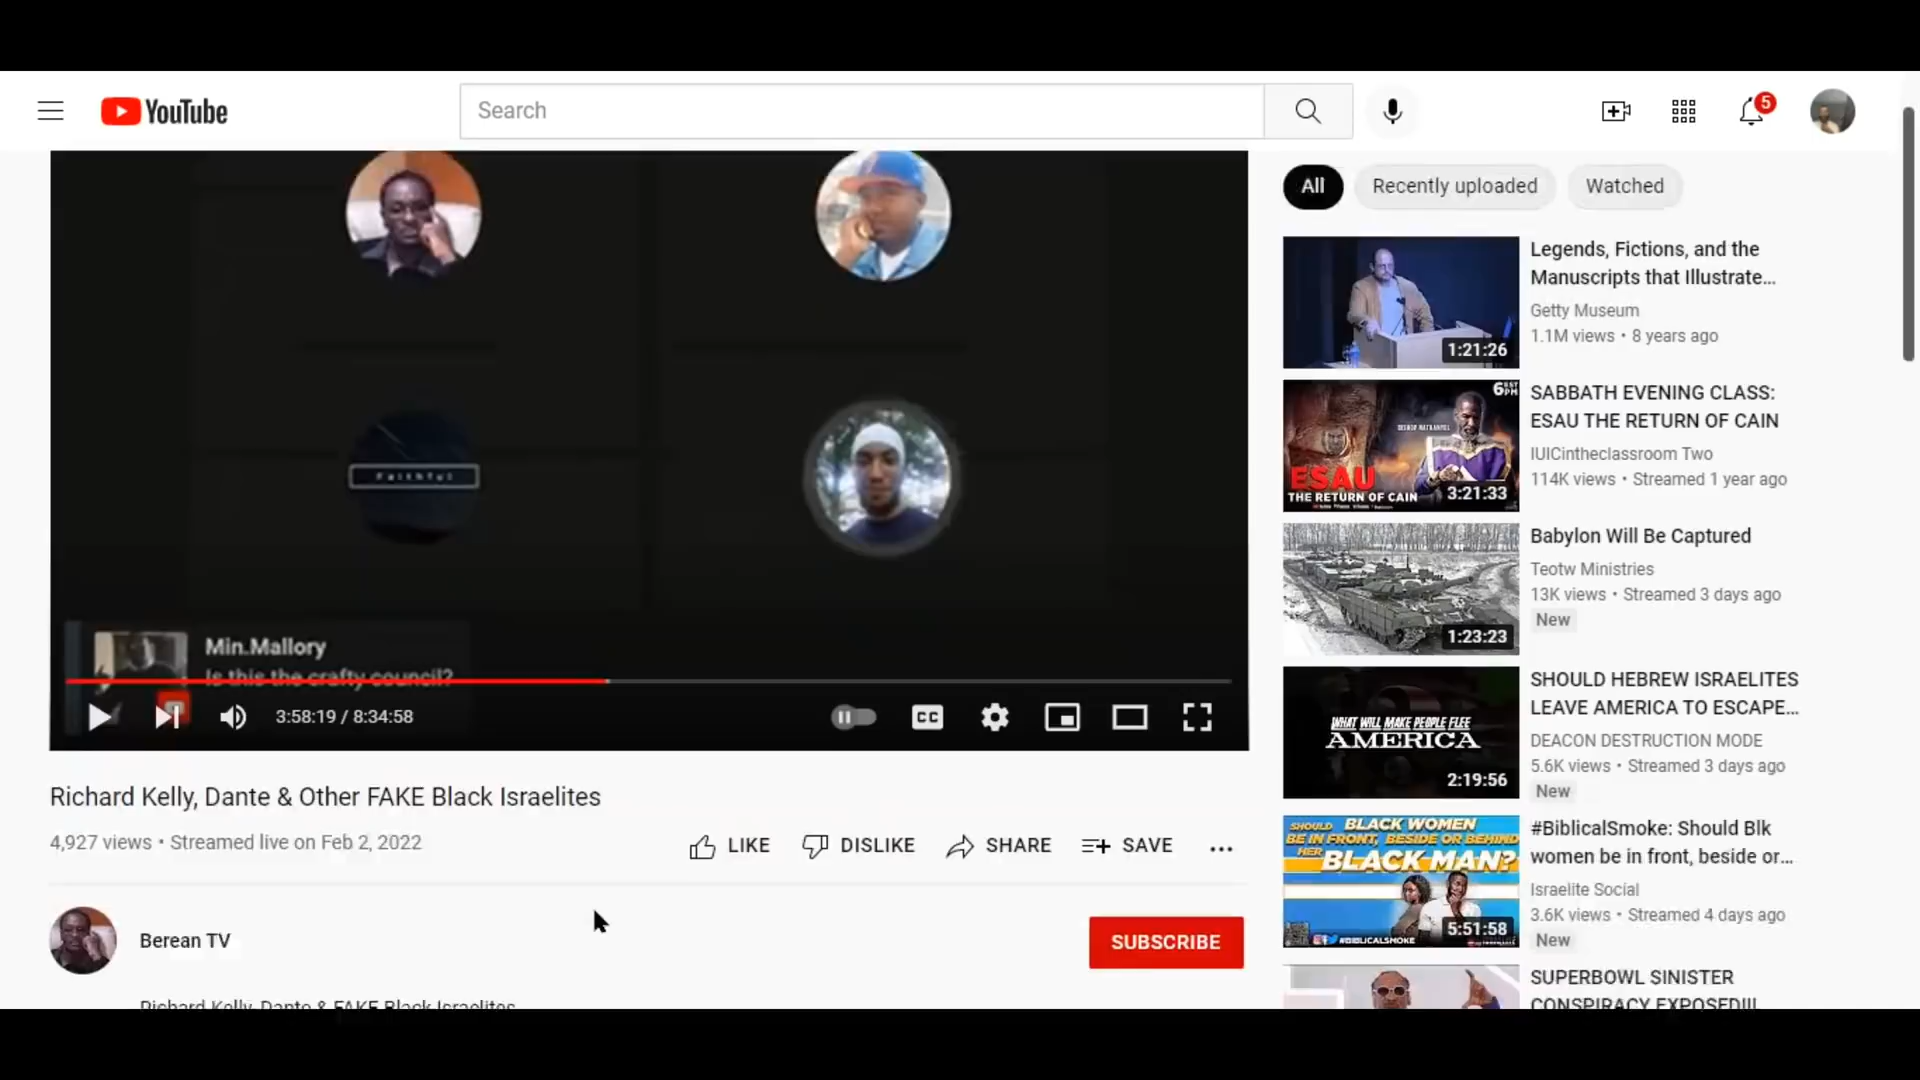 YouTube
Search
5
All
Recently uploaded
Watched
Faithful
Min.Mallory
Is this the crafty council?
3:58:19 / 8:34:58
CC
Richard Kelly, Dante & Other FAKE Black Israelites
4,927 views • Streamed live on Feb 2, 2022
LIKE
DISLIKE
SHARE
SAVE
Berean TV
SUBSCRIBE
Richard Kelly, Dante & FAKE Black Israelites
1:21:26
Legends, Fictions, and the
Manuscripts that Illustrate...
Getty Museum
1.1M views • 8 years ago
6 EST
PM
BISHOP NATHANYEL
ESAU
THE RETURN OF CAIN
3:21:33
SABBATH EVENING CLASS:
ESAU THE RETURN OF CAIN
IUICintheclassroom Two
114K views • Streamed 1 year ago
1:23:23
Babylon Will Be Captured
Teotw Ministries
13K views • Streamed 3 days ago
New
WHAT WILL MAKE PEOPLE FLEE
AMERICA
2:19:56
SHOULD HEBREW ISRAELITES
LEAVE AMERICA TO ESCAPE...
DEACON DESTRUCTION MODE
5.6K views • Streamed 3 days ago
New
SHOULD BLACK WOMEN
BE IN FRONT, BESIDE OR BEHIND
HER BLACK MAN?
#BIBLICALSMOKE
5:51:58
#BiblicalSmoke: Should Blk
women be in front, beside or...
Israelite Social
3.6K views • Streamed 4 days ago
New
SUPERBOWL SINISTER
CONSPIRACY EXPOSED!!!